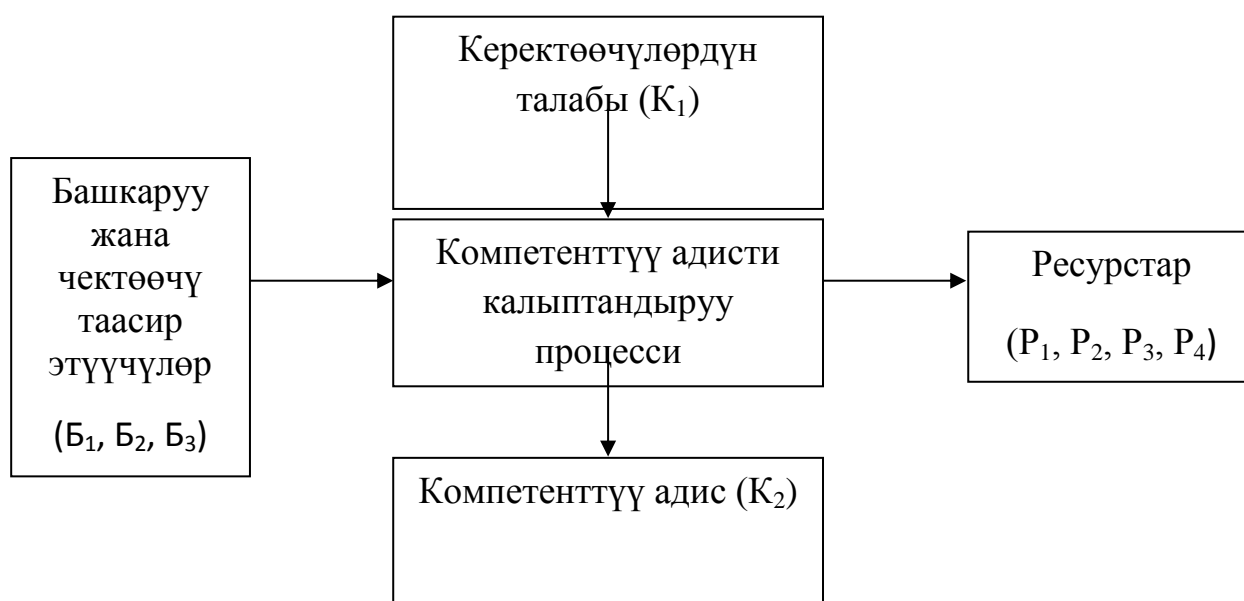 Керектөөчүлөрдүн
талабы (К₁)
Башкаруу
жана
чектөөчү
таасир
этүүчүлөр
(Б₁, Б₂, Б₃)
Компетенттүү адисти
калыптандыруу
процесси
Ресурстар
(Р₁, Р₂, Р₃, Р₄)
Компетенттүү адис (К₂)